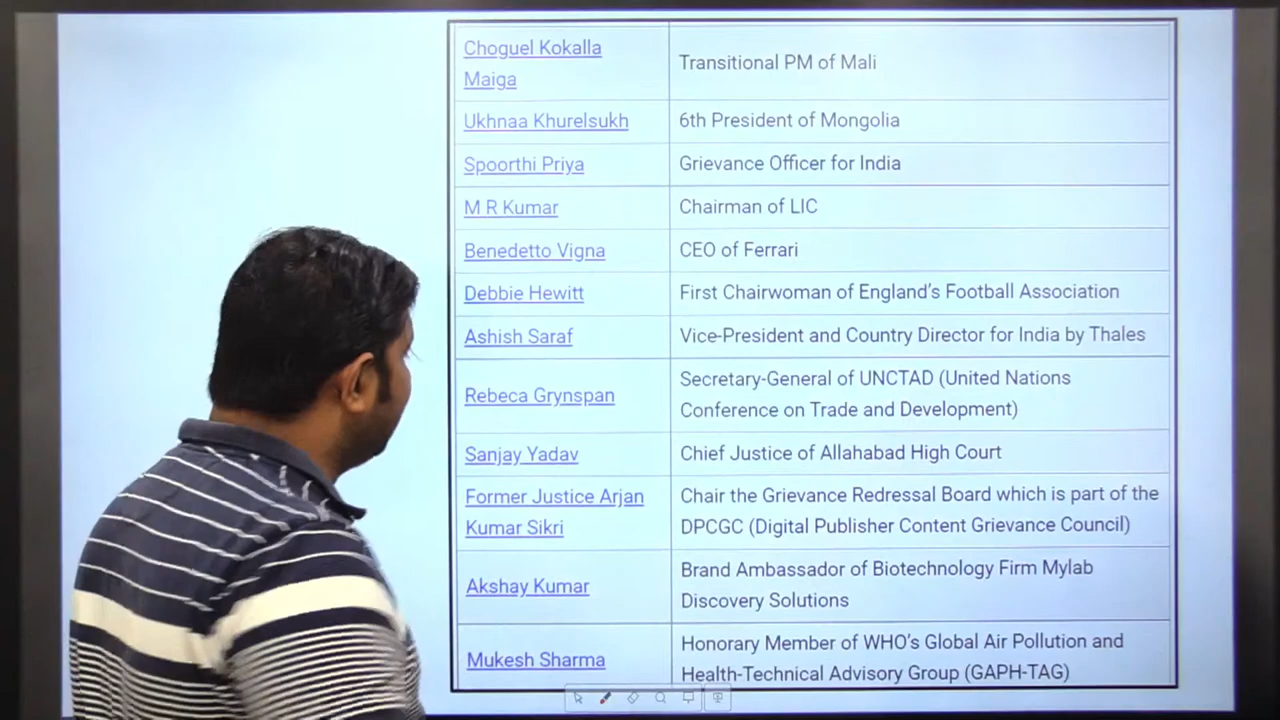 Choguel Kokalla
Maiga
Transitional PM of Mali
Ukhnaa Khurelsukh
6th President of Mongolia
Spoorthi Priya
Grievance Officer for India
M R Kumar
Chairman of LIC
Benedetto Vigna
CEO of Ferrari
Debbie Hewitt
First Chairwoman of England’s Football Association
Ashish Saraf
Vice-President and Country Director for India by Thales
Rebeca Grynspan
Secretary-General of UNCTAD (United Nations
Conference on Trade and Development)
Sanjay Yadav
Chief Justice of Allahabad High Court
Former Justice Arjan
Kumar Sikri
Chair the Grievance Redressal Board which is part of the
DPCGC (Digital Publisher Content Grievance Council)
Akshay Kumar
Brand Ambassador of Biotechnology Firm Mylab
Discovery Solutions
Mukesh Sharma
Honorary Member of WHO’s Global Air Pollution and
Health-Technical Advisory Group (GAPH-TAG)